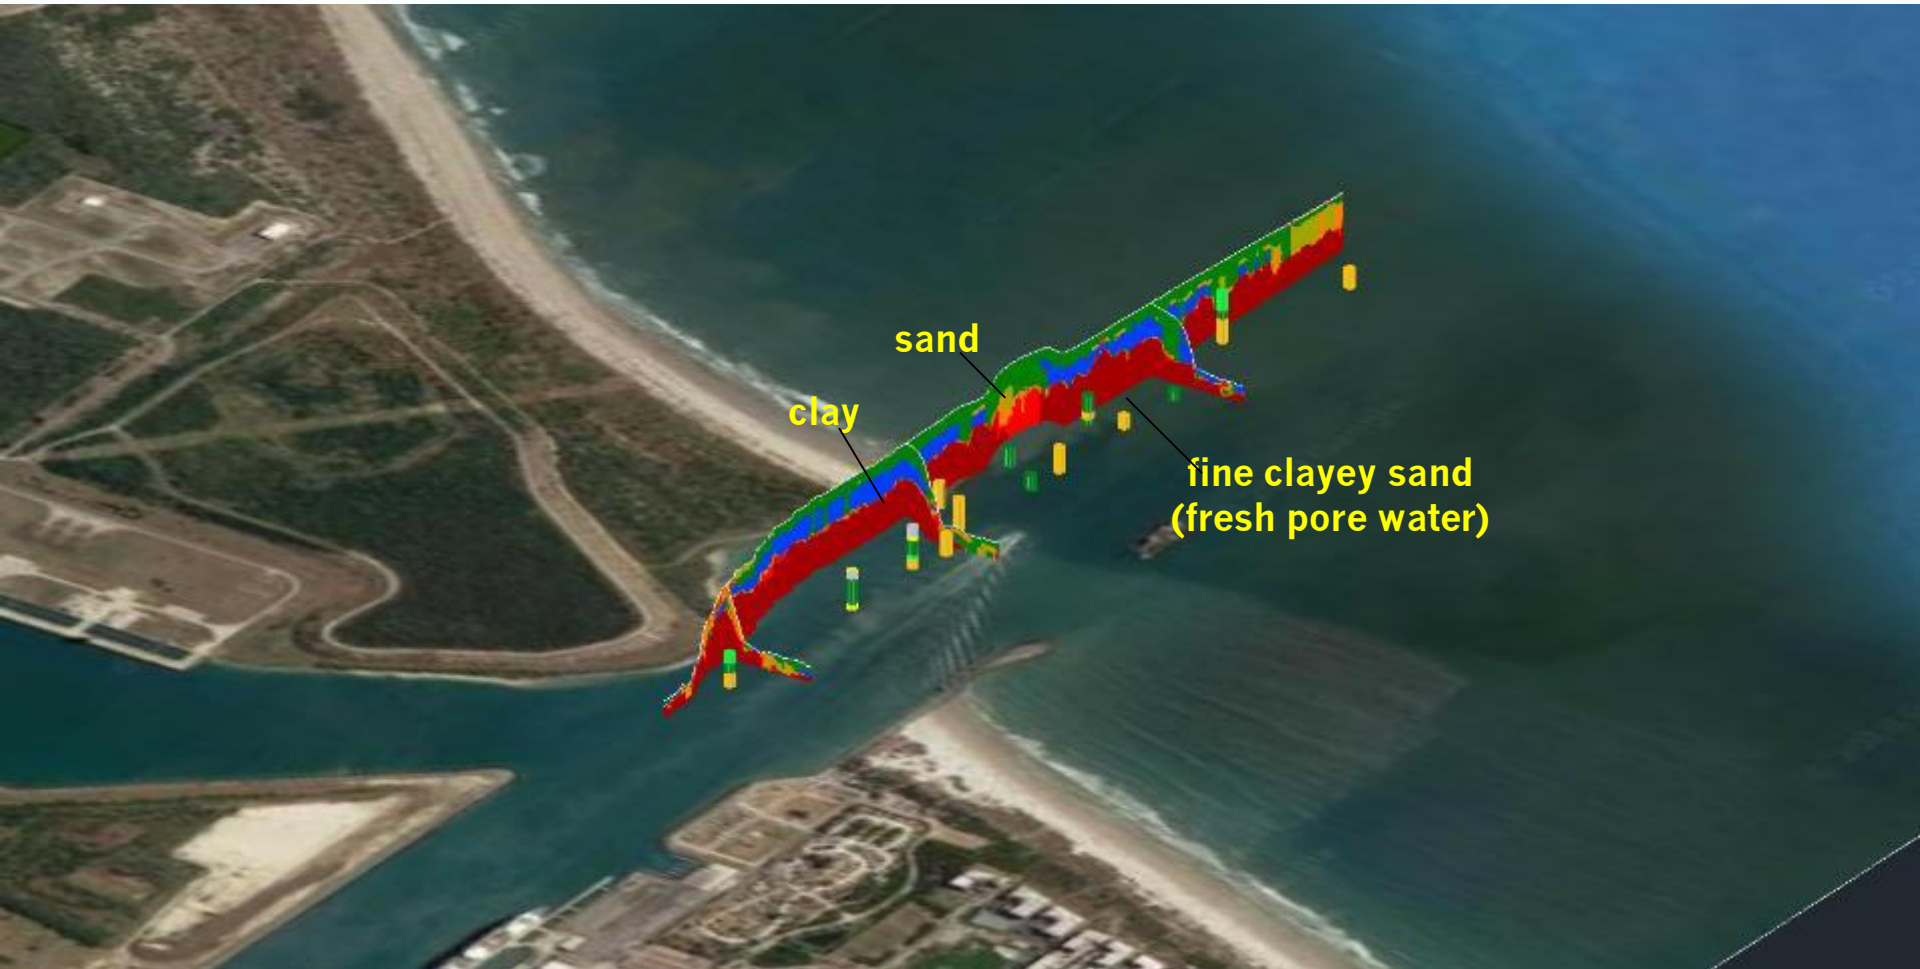 sand
clay
fine clayey sand
(fresh pore water)